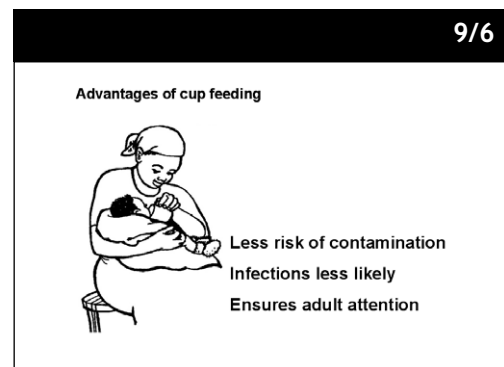 9/6
Advantages of cup feeding
Less risk of contamination
Infections less likely
Ensures adult attention